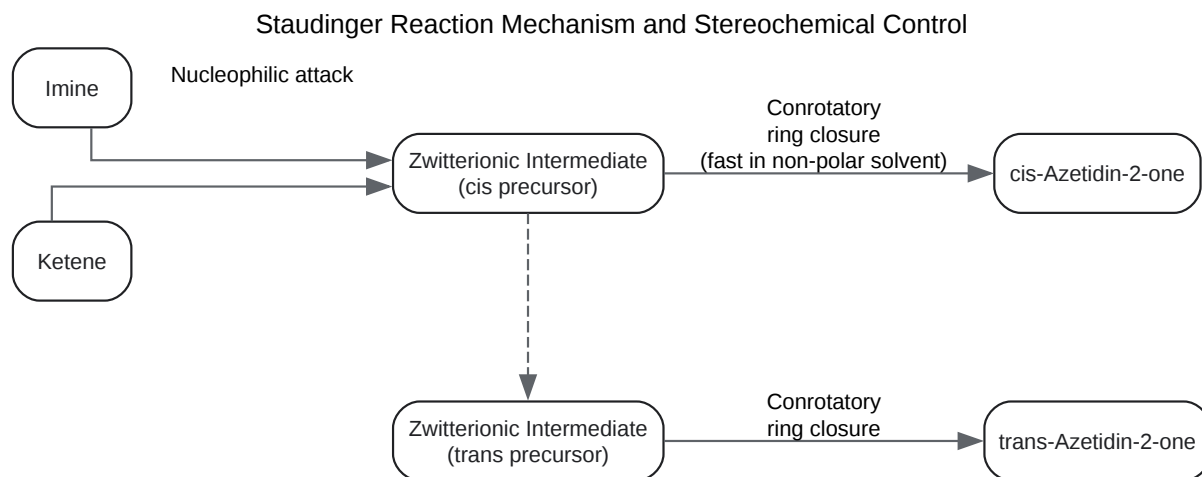 Staudinger Reaction Mechanism and Stereochemical Control
Imine
Nucleophilic attack
Ketene
Zwitterionic Intermediate
(cis precursor)
Conrotatory
ring closure
(fast in non-polar solvent)
cis-Azetidin-2-one
Zwitterionic Intermediate
(trans precursor)
Conrotatory
ring closure
trans-Azetidin-2-one